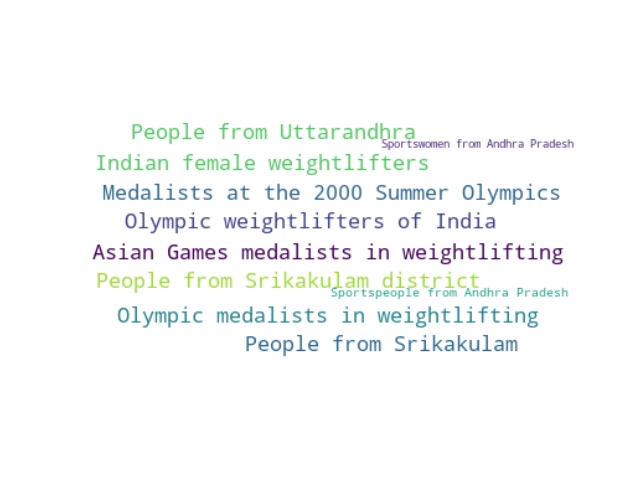 People from Uttarandhra
Sportswomen from Andhra Pradesh
Indian female weightlifters
Medalists at the 2000 Summer Olympics
Olympic weightlifters of India
Asian Games medalists in weightlifting
People from Srikakulam district
Sportspeople from Andhra Pradesh
Olympic medalists in weightlifting
People from Srikakulam